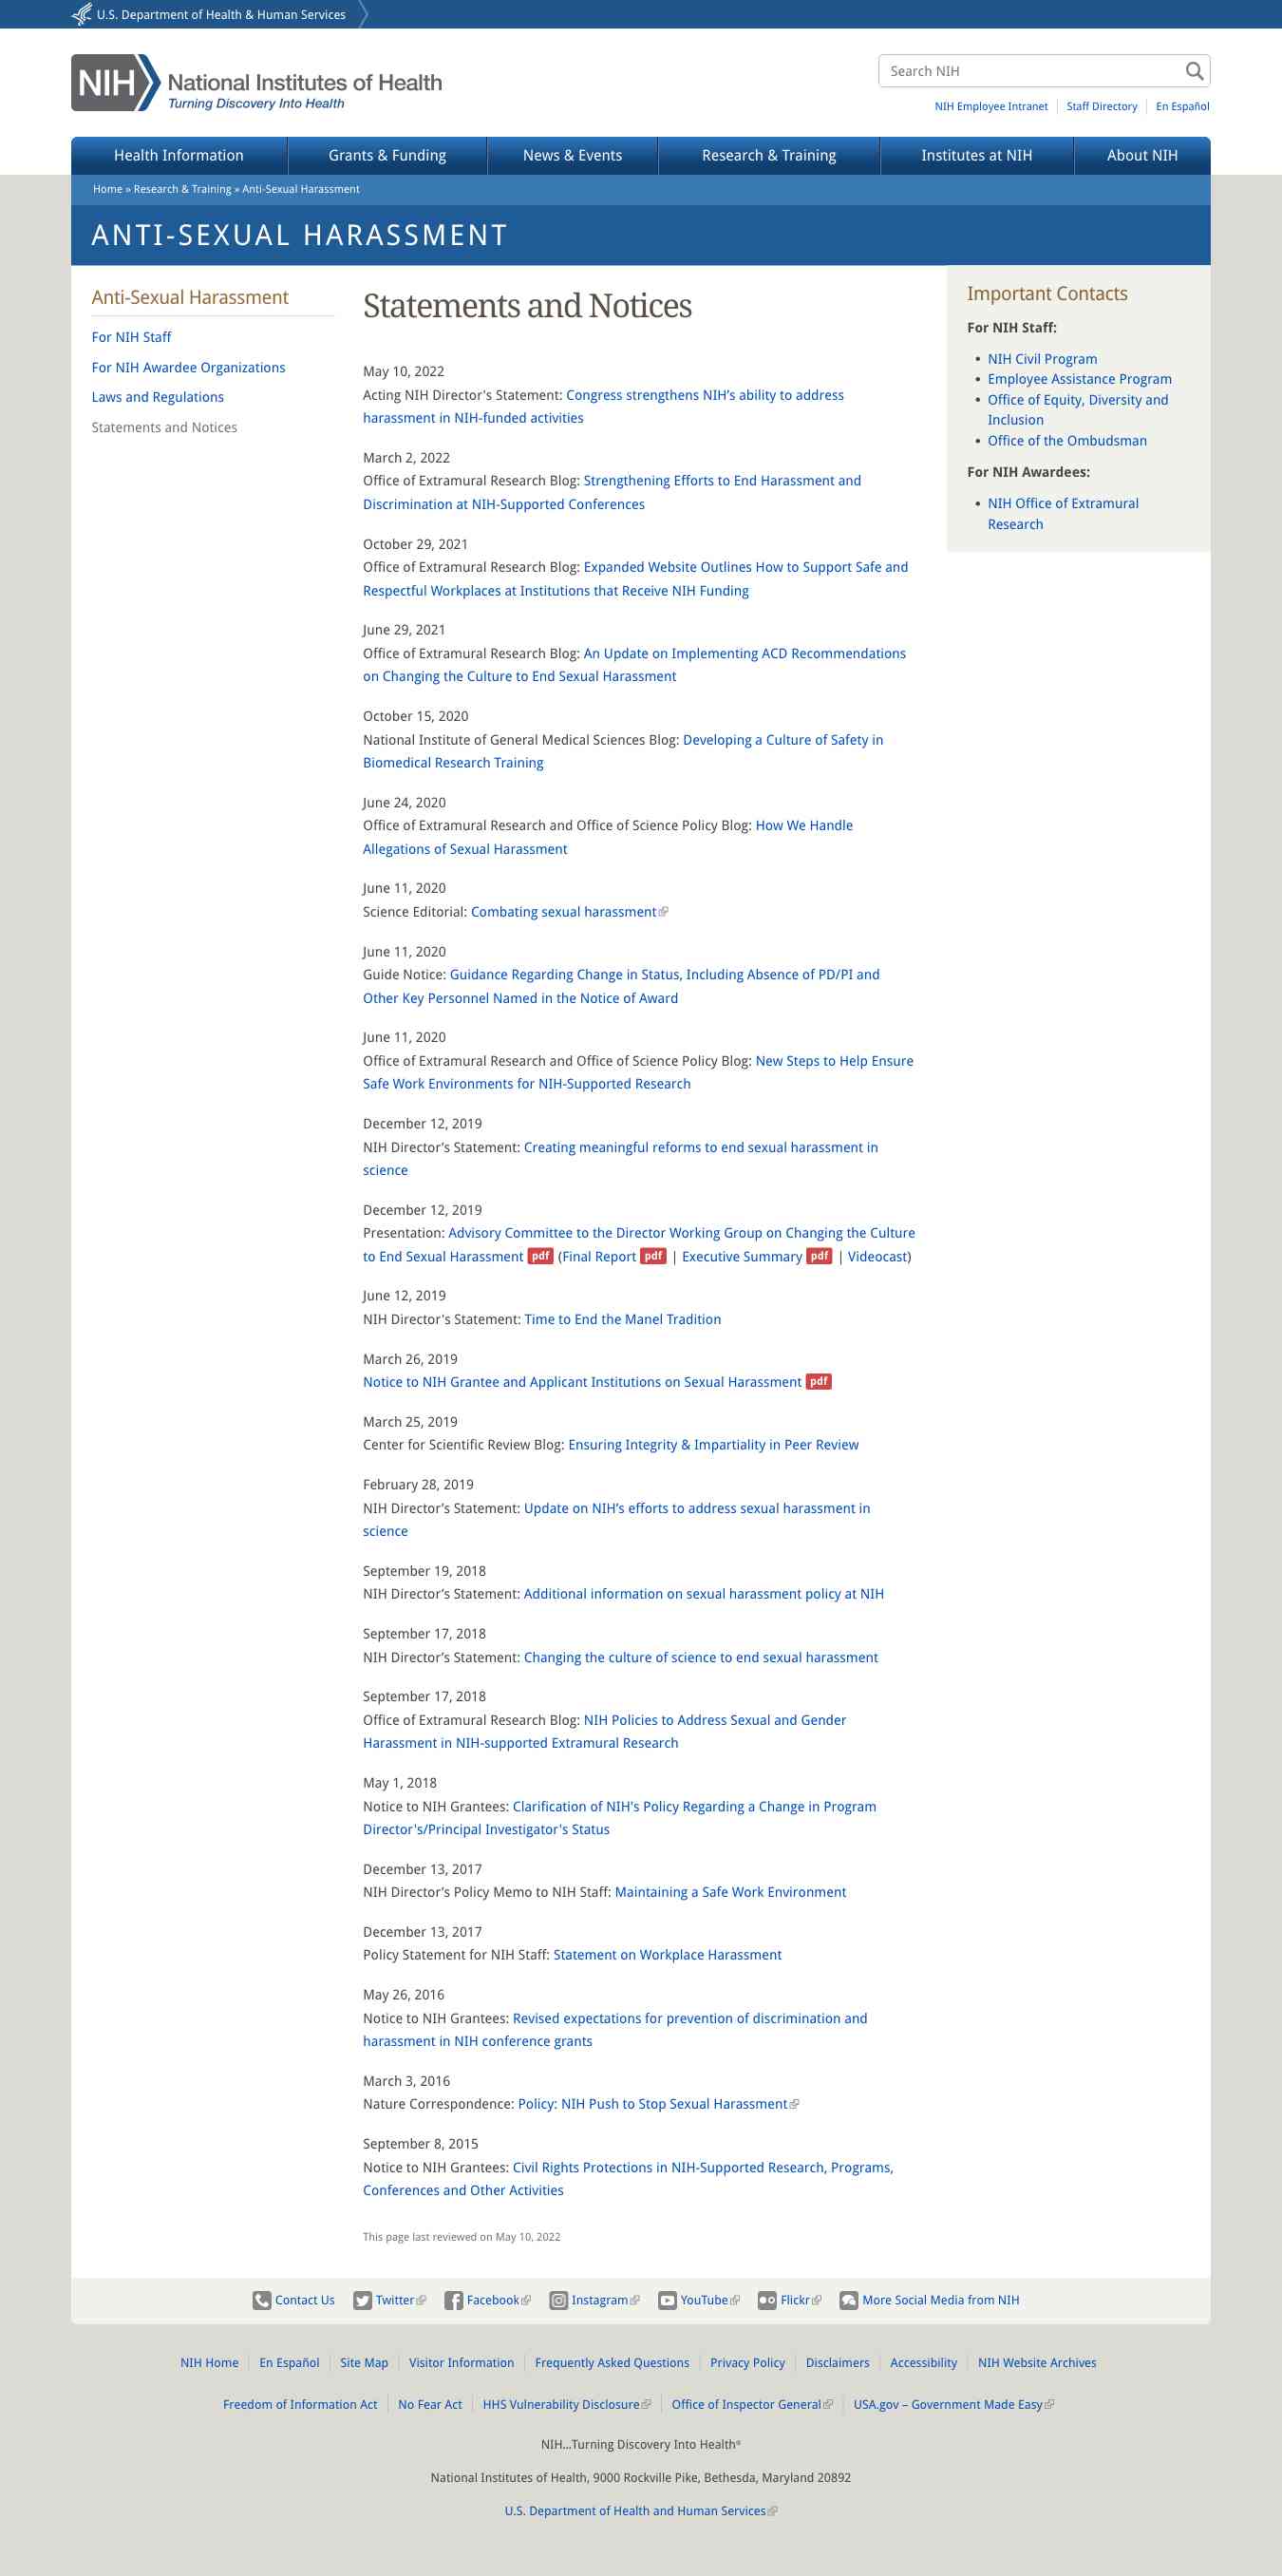 U.S. Department of Health & Human Services
NIH National Institutes of Health
Turning Discovery Into Health
Search NIH
NIH Employee Intranet
Staff Directory
En Español
Health Information
Grants & Funding
News & Events
Research & Training
Institutes at NIH
About NIH
Home » Research & Training » Anti-Sexual Harassment
ANTI-SEXUAL HARASSMENT
Anti-Sexual Harassment
For NIH Staff
For NIH Awardee Organizations
Laws and Regulations
Statements and Notices
Statements and Notices
May 10, 2022
Acting NIH Director's Statement: Congress strengthens NIH's ability to address
harassment in NIH-funded activities
March 2, 2022
Office of Extramural Research Blog: Strengthening Efforts to End Harassment and
Discrimination at NIH-Supported Conferences
October 29, 2021
Office of Extramural Research Blog: Expanded Website Outlines How to Support Safe and
Respectful Workplaces at Institutions that Receive NIH Funding
June 29, 2021
Office of Extramural Research Blog: An Update on Implementing ACD Recommendations
on Changing the Culture to End Sexual Harassment
October 15, 2020
National Institute of General Medical Sciences Blog: Developing a Culture of Safety in
Biomedical Research Training
June 24, 2020
Office of Extramural Research and Office of Science Policy Blog: How We Handle
Allegations of Sexual Harassment
June 11, 2020
Science Editorial: Combating sexual harassment
June 11, 2020
Guide Notice: Guidance Regarding Change in Status, Including Absence of PD/PI and
Other Key Personnel Named in the Notice of Award
June 11, 2020
Office of Extramural Research and Office of Science Policy Blog: New Steps to Help Ensure
Safe Work Environments for NIH-Supported Research
December 12, 2019
NIH Director's Statement: Creating meaningful reforms to end sexual harassment in
science
December 12, 2019
Presentation: Advisory Committee to the Director Working Group on Changing the Culture
to End Sexual Harassment pdf (Final Report pdf | Executive Summary pdf | Videocast)
June 12, 2019
NIH Director's Statement: Time to End the Manel Tradition
March 26, 2019
Notice to NIH Grantee and Applicant Institutions on Sexual Harassment pdf
March 25, 2019
Center for Scientific Review Blog: Ensuring Integrity & Impartiality in Peer Review
February 28, 2019
NIH Director's Statement: Update on NIH's efforts to address sexual harassment in
science
September 19, 2018
NIH Director's Statement: Additional information on sexual harassment policy at NIH
September 17, 2018
NIH Director's Statement: Changing the culture of science to end sexual harassment
September 17, 2018
Office of Extramural Research Blog: NIH Policies to Address Sexual and Gender
Harassment in NIH-supported Extramural Research
May 1, 2018
Notice to NIH Grantees: Clarification of NIH's Policy Regarding a Change in Program
Director's/Principal Investigator's Status
December 13, 2017
NIH Director's Policy Memo to NIH Staff: Maintaining a Safe Work Environment
December 13, 2017
Policy Statement for NIH Staff: Statement on Workplace Harassment
May 26, 2016
Notice to NIH Grantees: Revised expectations for prevention of discrimination and
harassment in NIH conference grants
March 3, 2016
Nature Correspondence: Policy: NIH Push to Stop Sexual Harassment
September 8, 2015
Notice to NIH Grantees: Civil Rights Protections in NIH-Supported Research, Programs,
Conferences and Other Activities
This page last reviewed on May 10, 2022
Important Contacts
For NIH Staff:
• NIH Civil Program
• Employee Assistance Program
• Office of Equity, Diversity and
Inclusion
• Office of the Ombudsman
For NIH Awardees:
• NIH Office of Extramural
Research
Contact Us
Twitter
Facebook
Instagram
YouTube
Flickr
More Social Media from NIH
NIH Home
En Español
Site Map
Visitor Information
Frequently Asked Questions
Privacy Policy
Disclaimers
Accessibility
NIH Website Archives
Freedom of Information Act
No Fear Act
HHS Vulnerability Disclosure
Office of Inspector General
USA.gov – Government Made Easy
NIH...Turning Discovery Into Health®
National Institutes of Health, 9000 Rockville Pike, Bethesda, Maryland 20892
U.S. Department of Health and Human Services